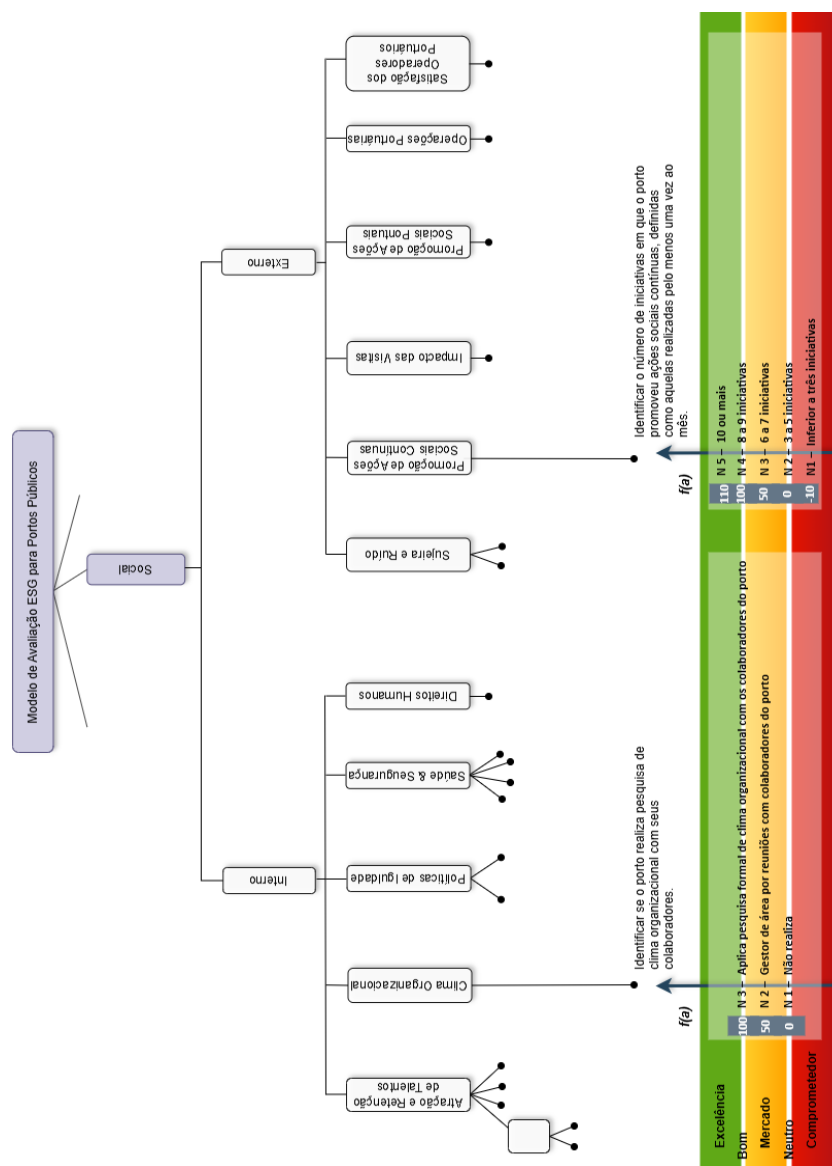 Modelo de Avaliação ESG para Portos Públicos
Social
Interno
Externo
Atração e Retenção
de Talentos
Clima Organizacional
Políticas de Iguldade
Saúde & Seugurança
Direitos Humanos
Sujeira e Ruído
Promoção de Ações
Sociais Contínuas
Impacto das Visitas
Promoção de Ações
Sociais Pontuais
Operações Portuárias
Satisfação dos
Operadores
Portuários
Identificar se o porto realiza pesquisa de
clima organizacional com seus
colaboradores.
Identificar o número de iniciativas em que o porto
promoveu ações sociais contínuas, definidas
como aquelas realizadas pelo menos uma vez ao
mês.
f(a)
100 N 3 – Aplica pesquisa formal de clima organizacional com os colaboradores do porto
50 N 2 – Gestor de área por reuniões com colaboradores do porto
0 N 1 – Não realiza
f(a)
110 N 5 – 10 ou mais
100 N 4 – 8 a 9 iniciativas
50 N 3 – 6 a 7 iniciativas
0 N 2 – 3 a 5 iniciativas
-10 N1 – Inferior a três iniciativas
Excelência
Bom
Mercado
Neutro
Comprometedor